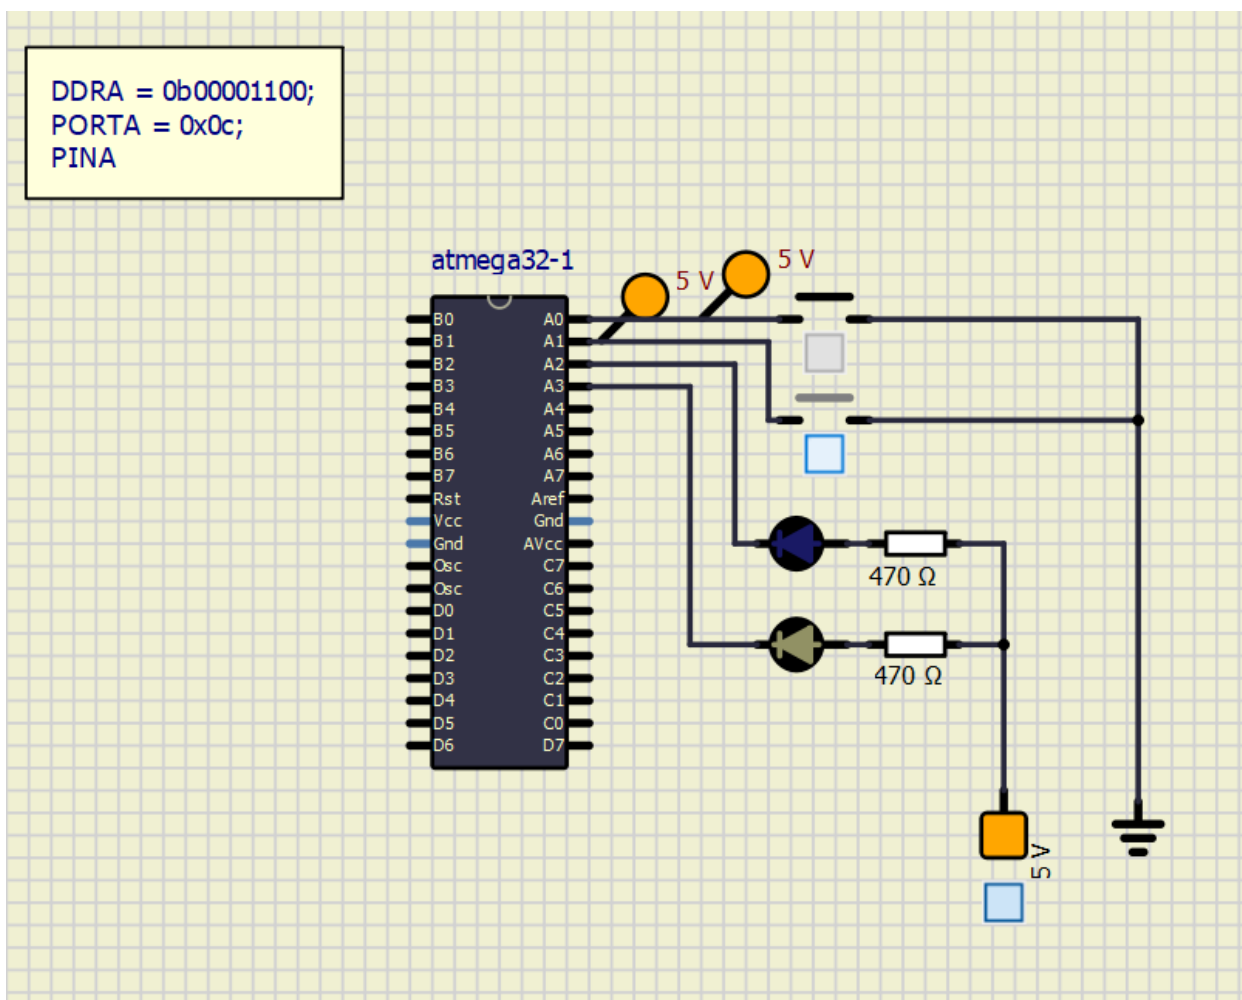 DDRA = 0b00001100;
PORTA = 0x0c;
PINA
atmega32-1
5 V
5 V
B0 A0
B1 A1
B2 A2
B3 A3
B4 A4
B5 A5
B6 A6
B7 A7
Rst Aref
Vcc Gnd
Gnd AVcc
Osc C7
Osc C6
D0 C5
D1 C4
D2 C3
D3 C2
D4 C1
D5 C0
D6 D7
470 Ω
470 Ω
5 V